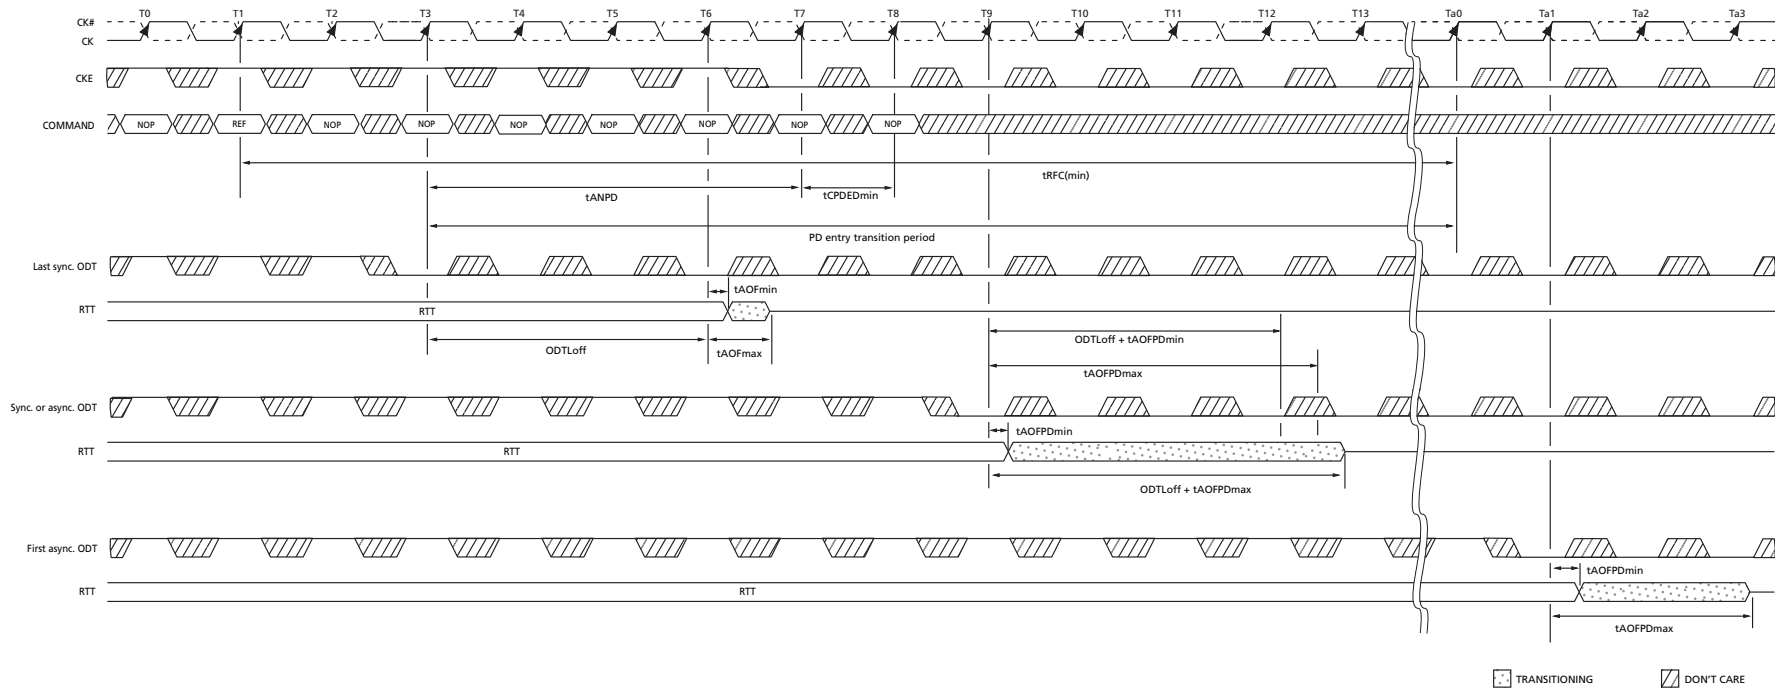 T0 T1 T2 T3 T4 T5 T6 T7 T8 T9 T10 T11 T12 T13 Ta0 Ta1 Ta2 Ta3
CK#
CK
CKE
COMMAND NOP REF NOP NOP NOP NOP NOP NOP NOP
tRFC(min)
tANPD tCPDEDmin
PD entry transition period
Last sync. ODT
tAOFmin
RTT RTT
ODTLoff + tAOFPDmin
ODTLoff tAOFmax
tAOFPDmax
Sync. or async. ODT
tAOFPDmin
RTT RTT
ODTLoff + tAOFPDmax
First async. ODT
tAOFPDmin
RTT RTT
tAOFPDmax
TRANSITIONING DON'T CARE